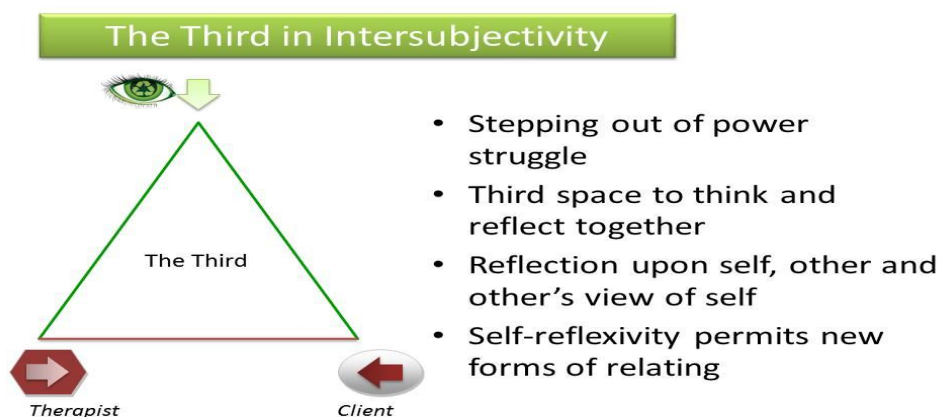 The Third in Intersubjectivity
• Stepping out of power
struggle
• Third space to think and
reflect together
• Reflection upon self, other and
other’s view of self
• Self-reflexivity permits new
forms of relating
The Third
Therapist
Client